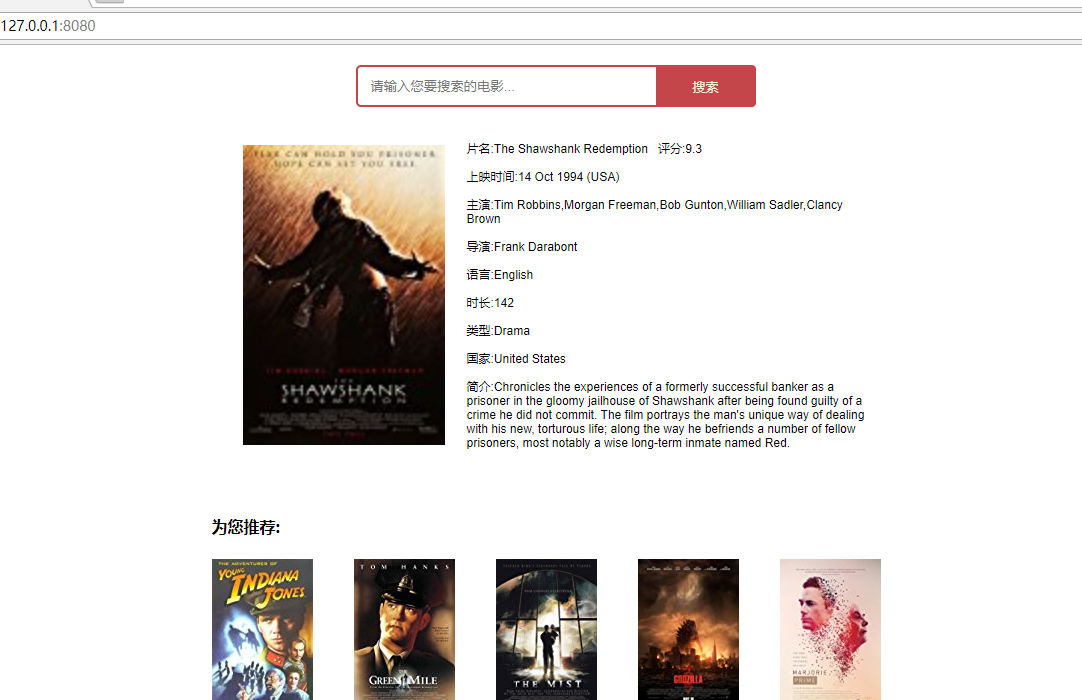 127.0.0.1:8080
请输入您要搜索的电影...
搜索
FEAR CAN HOLD YOU PRISONER.
HOPE CAN SET YOU FREE.
TIM ROBBINS MORGAN FREEMAN
THE
SHAWSHANK
REDEMPTION
片名:The Shawshank Redemption 评分:9.3
上映时间:14 Oct 1994 (USA)
主演:Tim Robbins,Morgan Freeman,Bob Gunton,William Sadler,Clancy
Brown
导演:Frank Darabont
语言:English
时长:142
类型:Drama
国家:United States
简介:Chronicles the experiences of a formerly successful banker as a
prisoner in the gloomy jailhouse of Shawshank after being found guilty of a
crime he did not commit. The film portrays the man's unique way of dealing
with his new, torturous life; along the way he befriends a number of fellow
prisoners, most notably a wise long-term inmate named Red.
为您推荐:
THE ADVENTURES OF
YOUNG
INDIANA
JONES
TOM HANKS
THE
GREEN MILE
THE MIST
GODZILLA
MARJORIE
PRIME